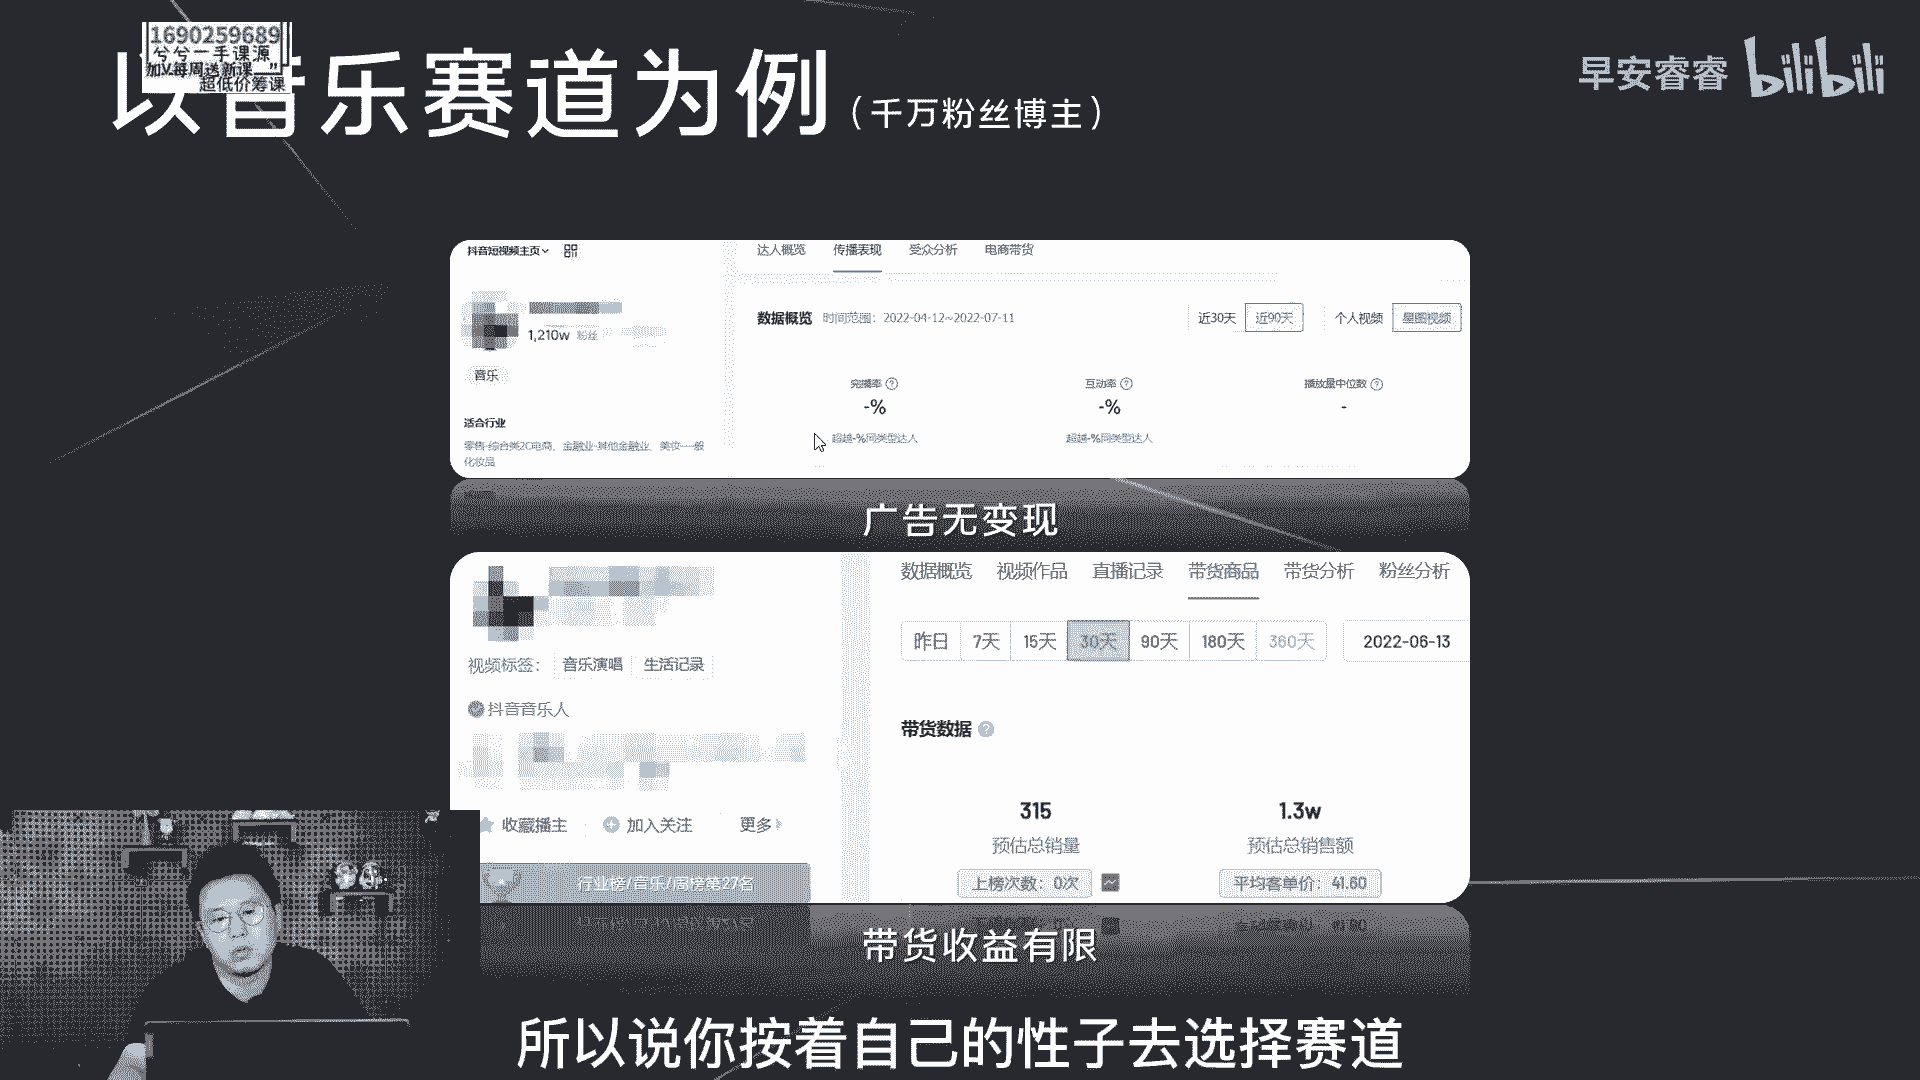 1690259689
兮兮一手课源
加V每周送新课
超低价筹课
以音乐赛道为例（千万粉丝博主）
早安睿睿 bilibili
抖音短视频主页
达人概览 传播表现 受众分析 电商带货
1,210w 粉丝
音乐
适合行业
零售-综合类2C电商、金融业-其他金融业、美妆-一般
化妆品
数据概览 时间范围：2022-04-12~2022-07-11
近30天 近90天 个人视频 星图视频
完播率 互动率 播放量中位数
-% -% -
超越-%同类型达人 超越-%同类型达人
广告无变现
视频标签： 音乐演唱 生活记录
抖音音乐人
收藏播主 加入关注 更多
行业榜/音乐/周榜第27名
数据概览 视频作品 直播记录 带货商品 带货分析 粉丝分析
昨日 7天 15天 30天 90天 180天 360天 2022-06-13
带货数据
315 1.3w
预估总销量 预估总销售额
上榜次数：0次 平均客单价：41.60
带货收益有限
所以说你按着自己的性子去选择赛道